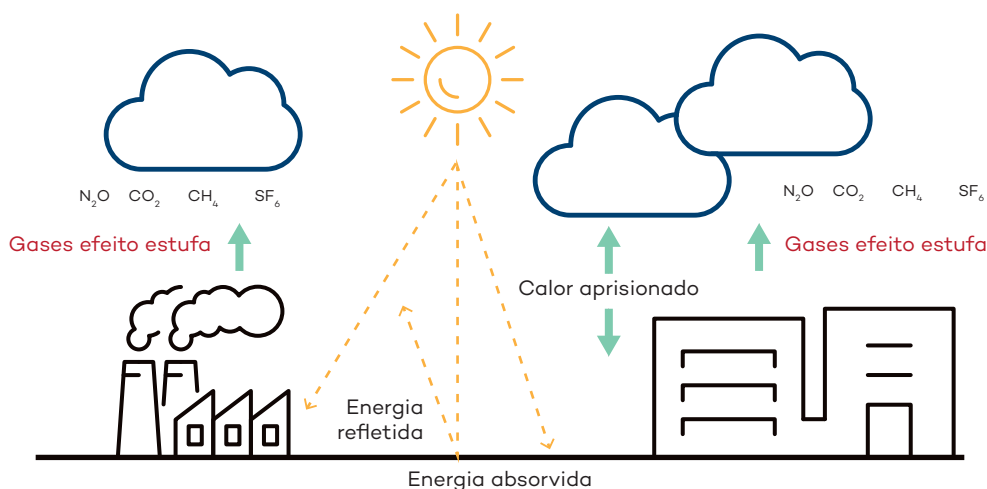 N₂O CO₂ CH₄ SF₆
Gases efeito estufa
N₂O CO₂ CH₄ SF₆
Gases efeito estufa
Calor aprisionado
Energia
refletida
Energia absorvida